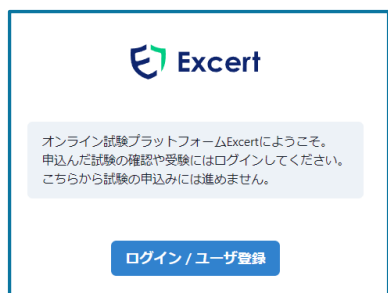 Excert
オンライン試験プラットフォームExcertにようこそ。
申込んだ試験の確認や受験にはログインしてください。
こちらから試験の申込みには進めません。
ログイン / ユーザ登録